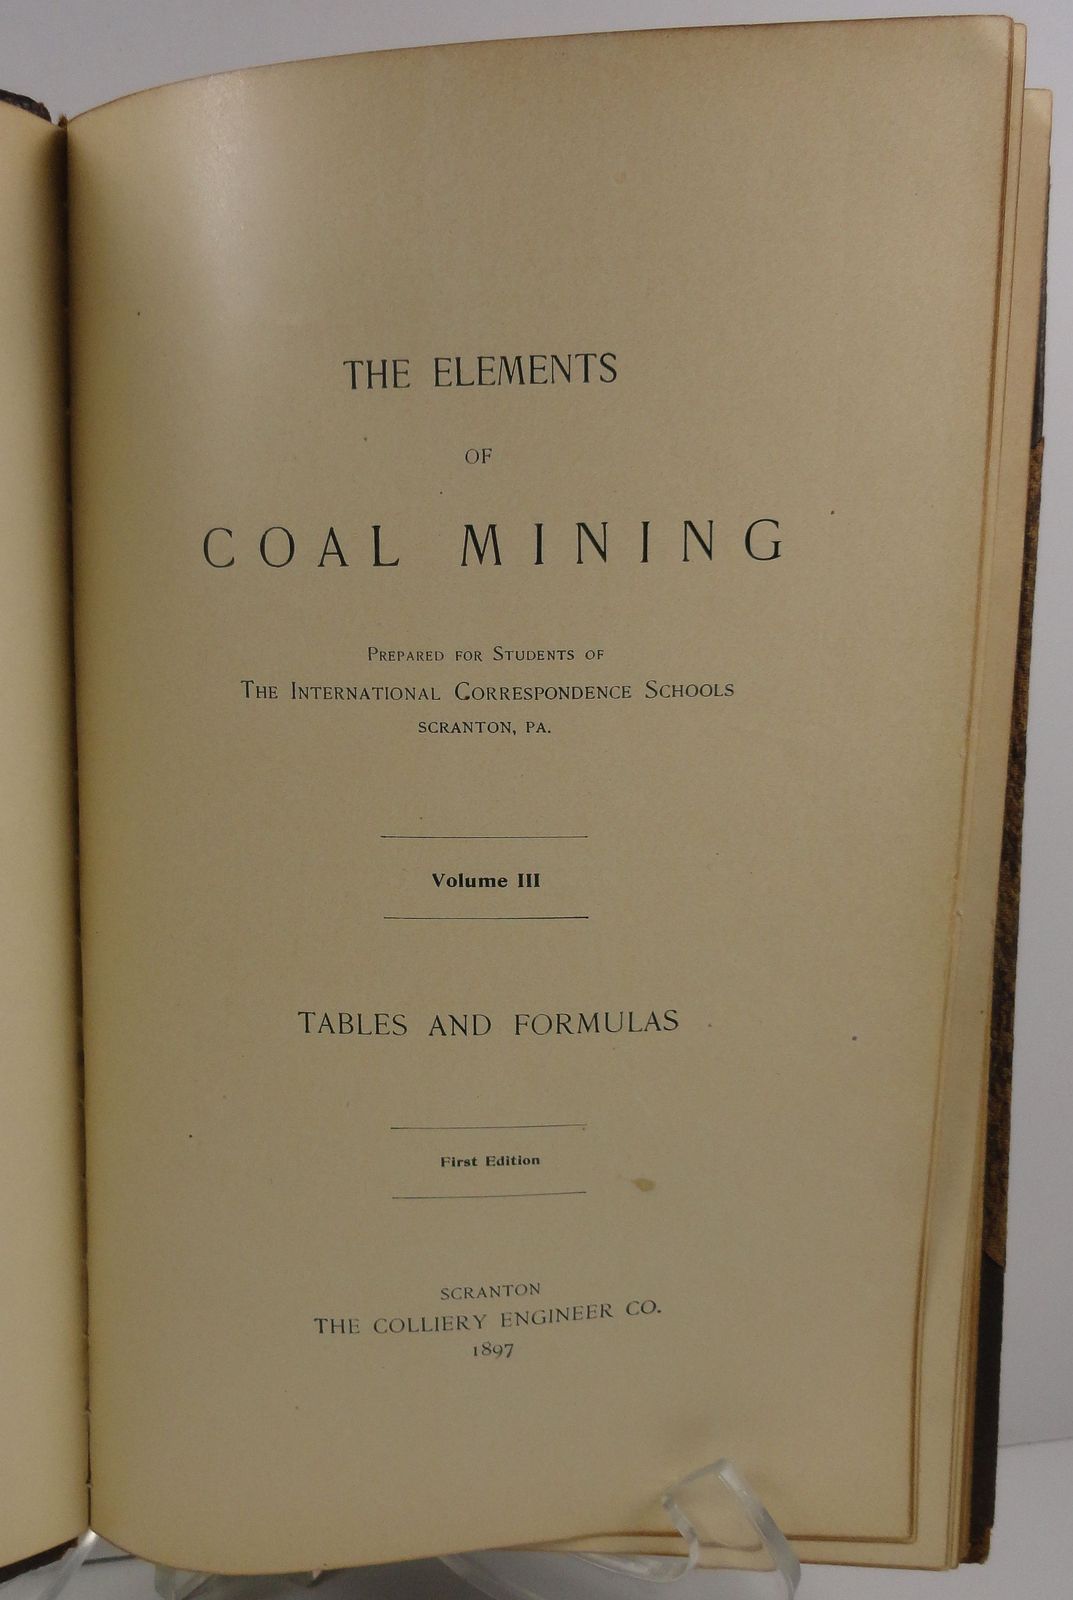 THE ELEMENTS
OF
COAL MINING
PREPARED FOR STUDENTS OF
THE INTERNATIONAL CORRESPONDENCE SCHOOLS
SCRANTON, PA.
Volume III
TABLES AND FORMULAS
First Edition
SCRANTON
THE COLLIERY ENGINEER CO.
1897